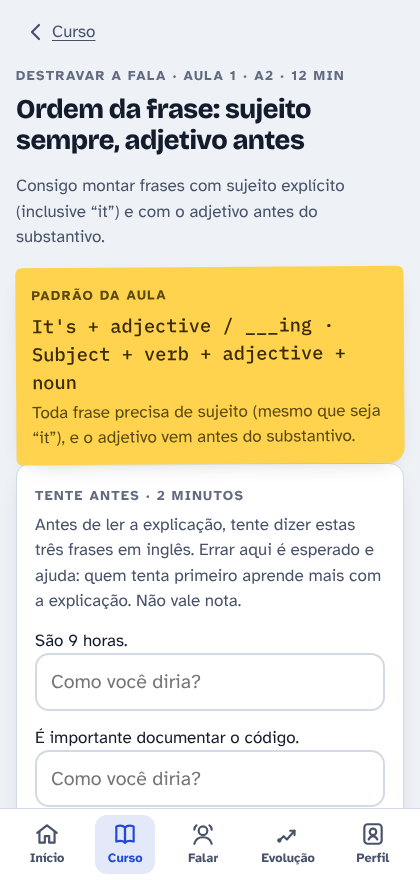 Curso
DESTRAVAR A FALA · AULA 1 · A2 · 12 MIN
Ordem da frase: sujeito
sempre, adjetivo antes
Consigo montar frases com sujeito explícito
(inclusive “it”) e com o adjetivo antes do
substantivo.
PADRÃO DA AULA
It's + adjective / ___ing ·
Subject + verb + adjective +
noun
Toda frase precisa de sujeito (mesmo que seja
“it”), e o adjetivo vem antes do substantivo.
TENTE ANTES · 2 MINUTOS
Antes de ler a explicação, tente dizer estas
três frases em inglês. Errar aqui é esperado e
ajuda: quem tenta primeiro aprende mais com
a explicação. Não vale nota.
São 9 horas.
Como você diria?
É importante documentar o código.
Como você diria?
Início Curso Falar Evolução Perfil